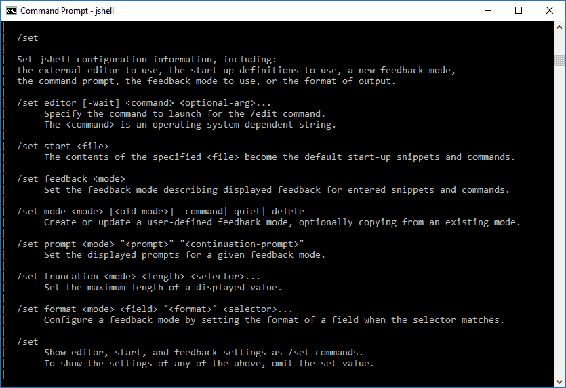 Command Prompt - jshell
/set
Set jshell configuration information, including:
the external editor to use, the start-up definitions to use, a new feedback mode,
the command prompt, the feedback mode to use, or the format of output.
/set editor [-wait] <command> <optional-arg>...
Specify the command to launch for the /edit command.
The <command> is an operating system dependent string.
/set start <file>
The contents of the specified <file> become the default start-up snippets and commands.
/set feedback <mode>
Set the feedback mode describing displayed feedback for entered snippets and commands.
/set mode <mode> [<old-mode>] -command|-quiet|-delete
Create or update a user-defined feedback mode, optionally copying from an existing mode.
/set prompt <mode> "<prompt>" "<continuation-prompt>"
Set the displayed prompts for a given feedback mode.
/set truncation <mode> <length> <selector>...
Set the maximum length of a displayed value.
/set format <mode> <field> "<format>" <selector>...
Configure a feedback mode by setting the format of a field when the selector matches.
/set
Show editor, start, and feedback settings as /set commands.
To show the settings of any of the above, omit the set value.